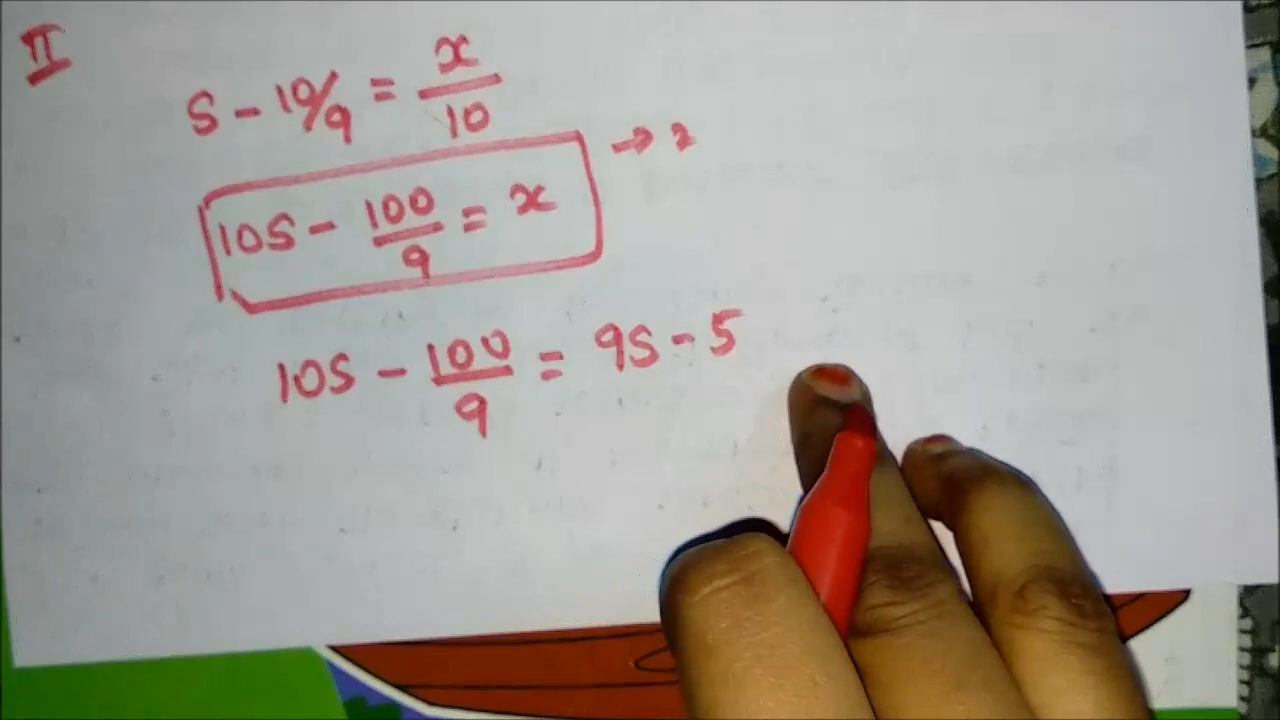 II
S - 10/9 = x/10
10S - 100/9 = x → 2
10S - 100/9 = 9S - 5